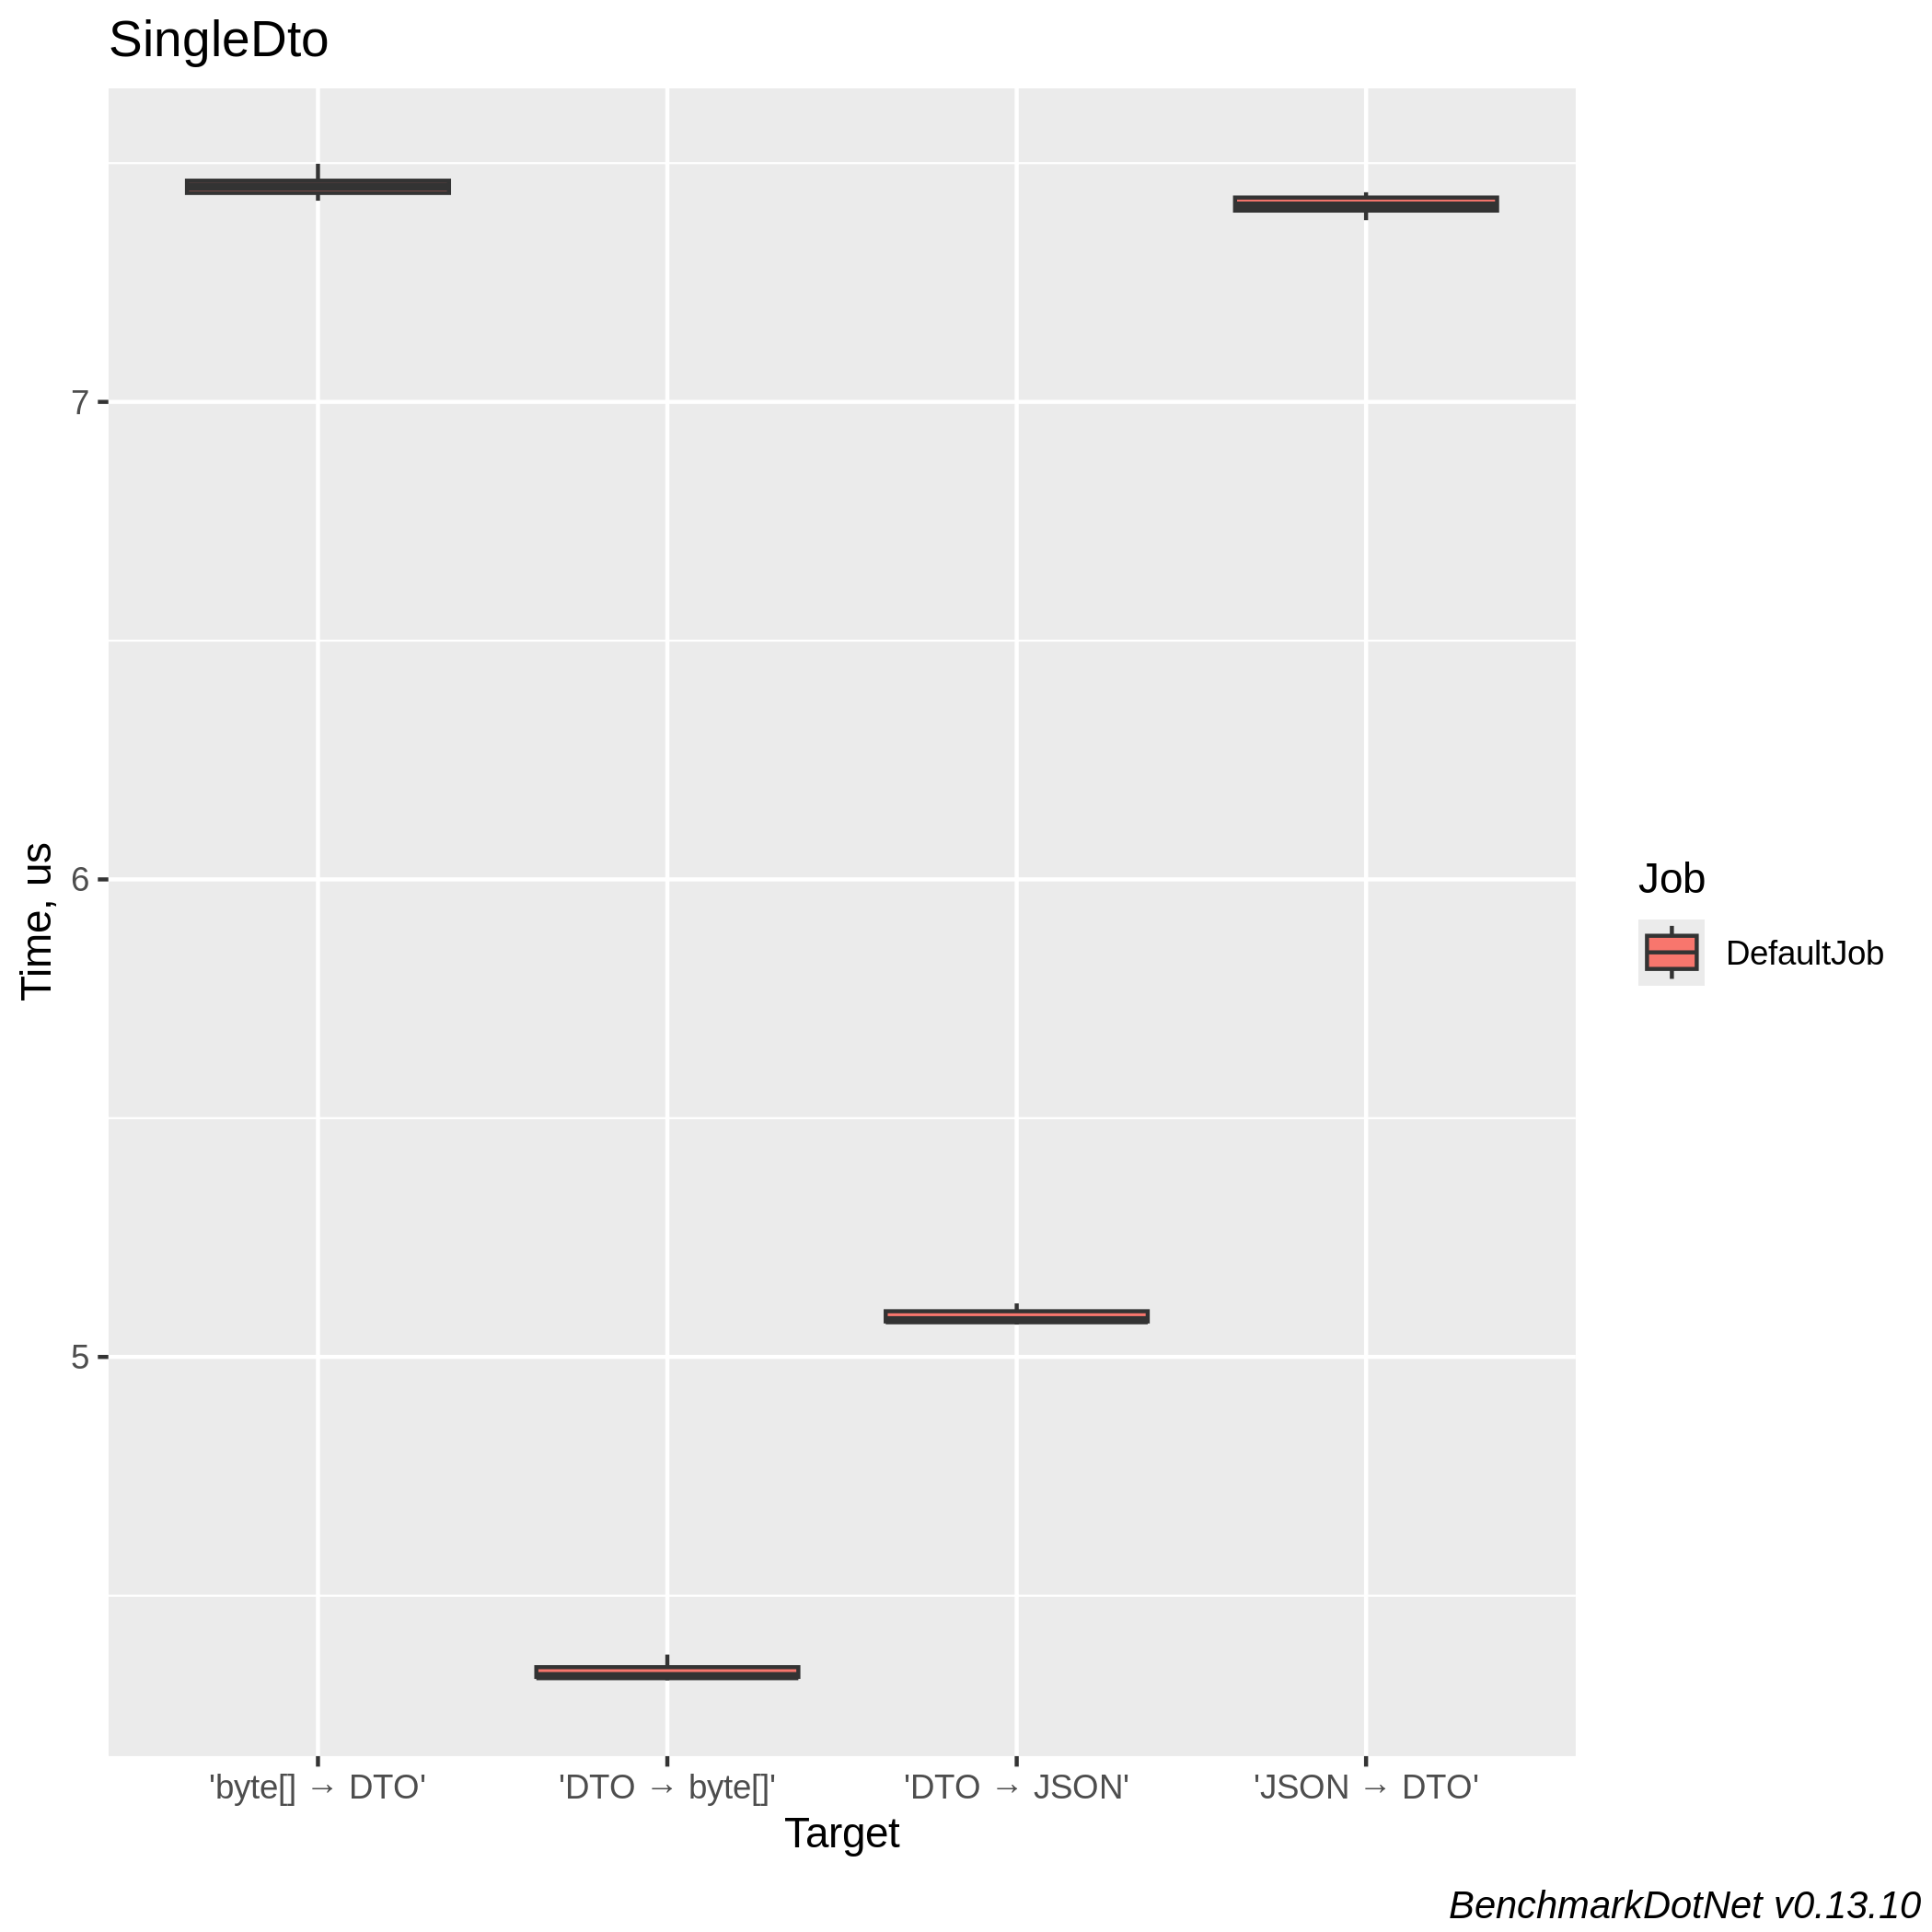 SingleDto
7
6
5
Time, us
'byte[] → DTO'
'DTO → byte[]'
'DTO → JSON'
'JSON → DTO'
Target
Job
DefaultJob
BenchmarkDotNet v0.13.10